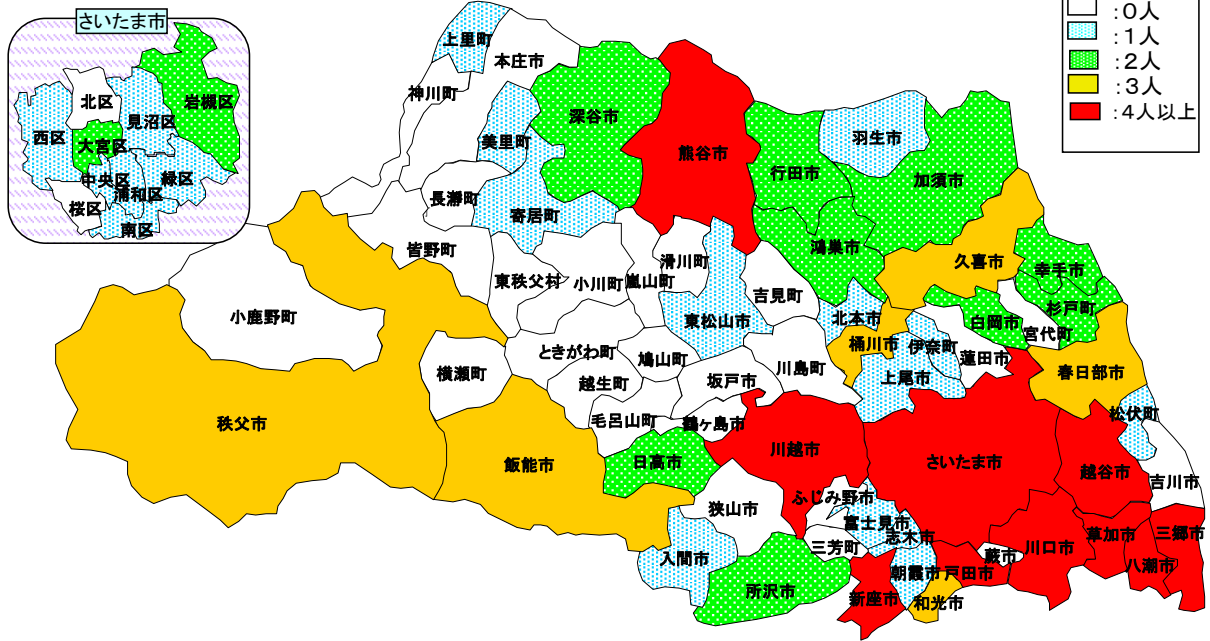 さいたま市
北区
岩槻区
見沼区
西区
大宮区
中央区
緑区
浦和区
桜区
南区
:0人
:1人
:2人
:3人
:4人以上
上里町
本庄市
神川町
深谷市
美里町
熊谷市
羽生市
行田市
加須市
長瀞町
寄居町
皆野町
鴻巣市
久喜市
滑川町
幸手市
東秩父村
小川町
嵐山町
吉見町
杉戸町
小鹿野町
東松山市
北本市
白岡市
宮代町
ときがわ町
鳩山町
桶川市
伊奈町
蓮田市
横瀬町
越生町
坂戸市
川島町
上尾市
春日部市
秩父市
毛呂山町
鶴ヶ島市
松伏町
飯能市
日高市
川越市
さいたま市
越谷市
吉川市
狭山市
ふじみ野市
富士見市
志木市
三芳町
入間市
蕨市
川口市
草加市
三郷市
八潮市
所沢市
朝霞市
戸田市
新座市
和光市